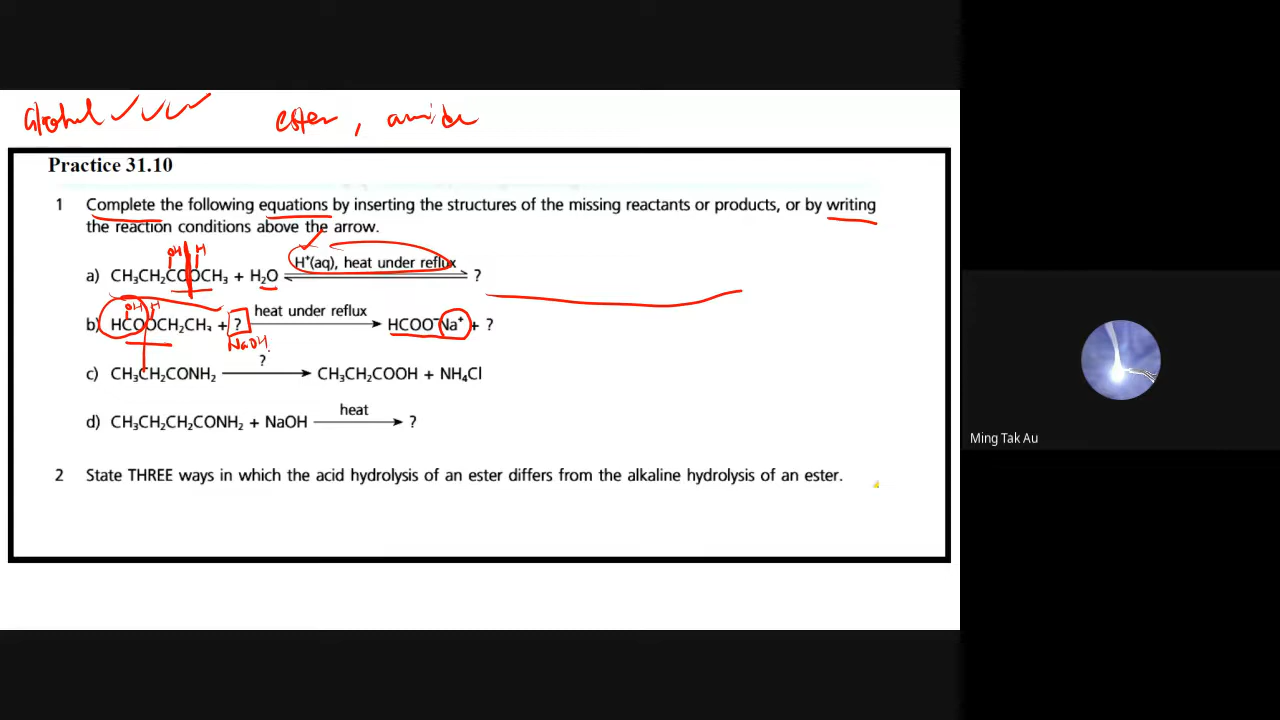 alcohol ester, amide
Practice 31.10
1 Complete the following equations by inserting the structures of the missing reactants or products, or by writing
the reaction conditions above the arrow.
OH H
H⁺(aq), heat under reflux
a) CH₃CH₂COOCH₃ + H₂O ?
OH H
heat under reflux
b) HCOOCH₂CH₃ + ? HCOO⁻Na⁺ + ?
NaOH
?
c) CH₃CH₂CONH₂ CH₃CH₂COOH + NH₄Cl
heat
d) CH₃CH₂CH₂CONH₂ + NaOH ?
2 State THREE ways in which the acid hydrolysis of an ester differs from the alkaline hydrolysis of an ester.
Ming Tak Au